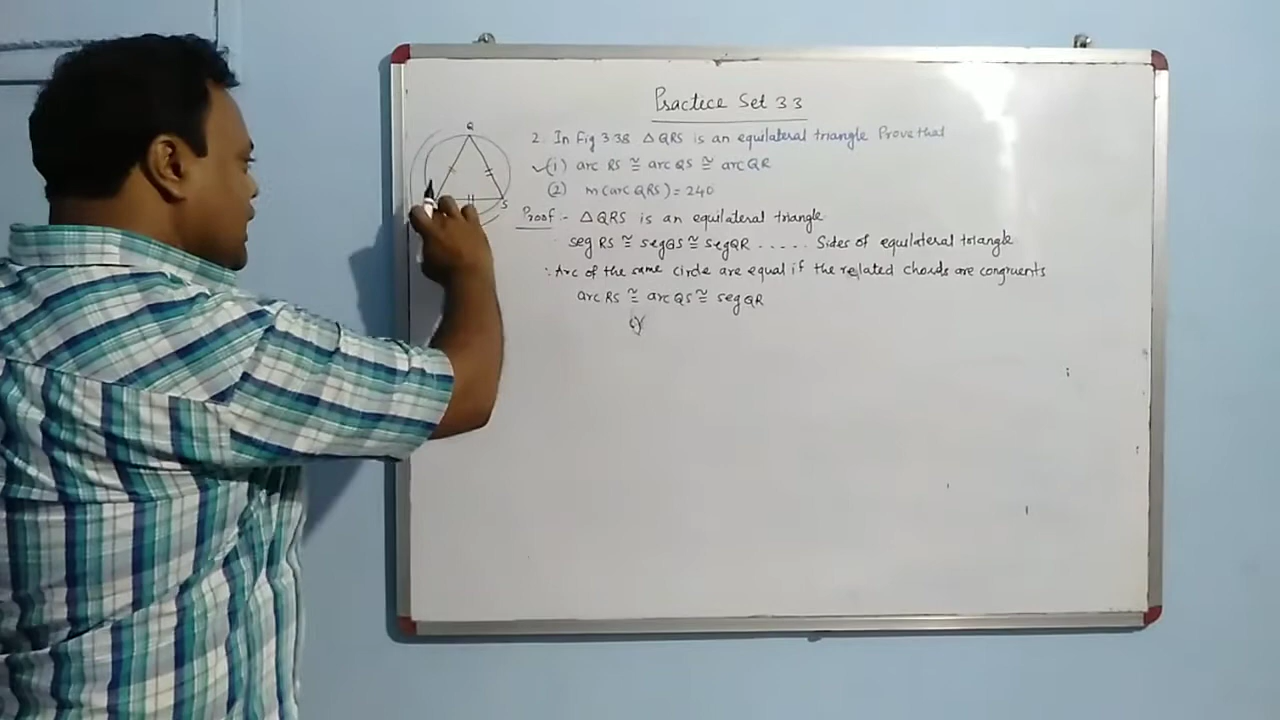 Practice Set 33
Q
S
2. In Fig 3.38 △QRS is an equilateral triangle Prove that
✓(1) arc RS ≅ arc QS ≅ arc QR
(2) m(arc QRS) = 240
Proof :- △QRS is an equilateral triangle
seg RS ≅ seg QS ≅ seg QR ..... Sides of equilateral triangle
∴ Arc of the same circle are equal if the related chords are congruents
arc RS ≅ arc QS ≅ seg QR